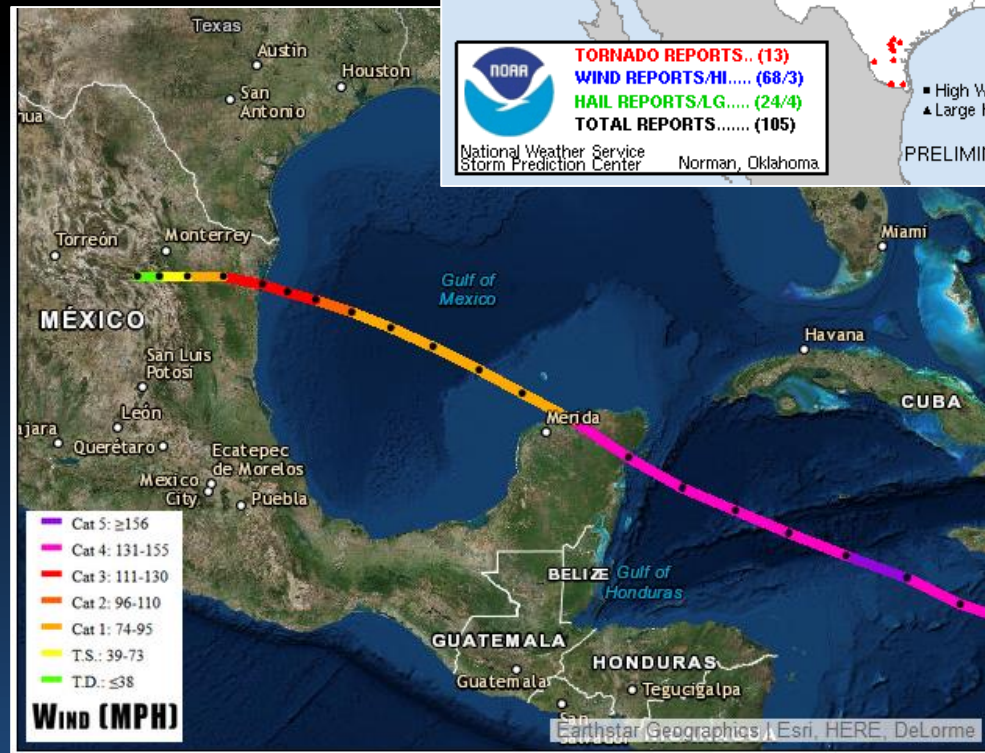 Texas
Austin
San
Antonio
Houston
hua
NOAA
TORNADO REPORTS.. (13)
WIND REPORTS/HI..... (68/3)
HAIL REPORTS/LG..... (24/4)
TOTAL REPORTS....... (105)
National Weather Service
Storm Prediction Center Norman, Oklahoma
High W
Large
PRELIMIN
Torreón
Monterrey
MÉXICO
Gulf of
Mexico
Miami
Havana
CUBA
San Luis
Potosí
León
ajara
Querétaro
Ecatepec
de Morelos
Mexico
City
Puebla
Merida
BELIZE
Gulf of
Honduras
GUATEMALA
Guatemala
HONDURAS
Tegucigalpa
San
Salvador
Cat 5: ≥156
Cat 4: 131-155
Cat 3: 111-130
Cat 2: 96-110
Cat 1: 74-95
T.S.: 39-73
T.D.: ≤38
WIND (MPH)
Earthstar Geographics | Esri, HERE, DeLorme